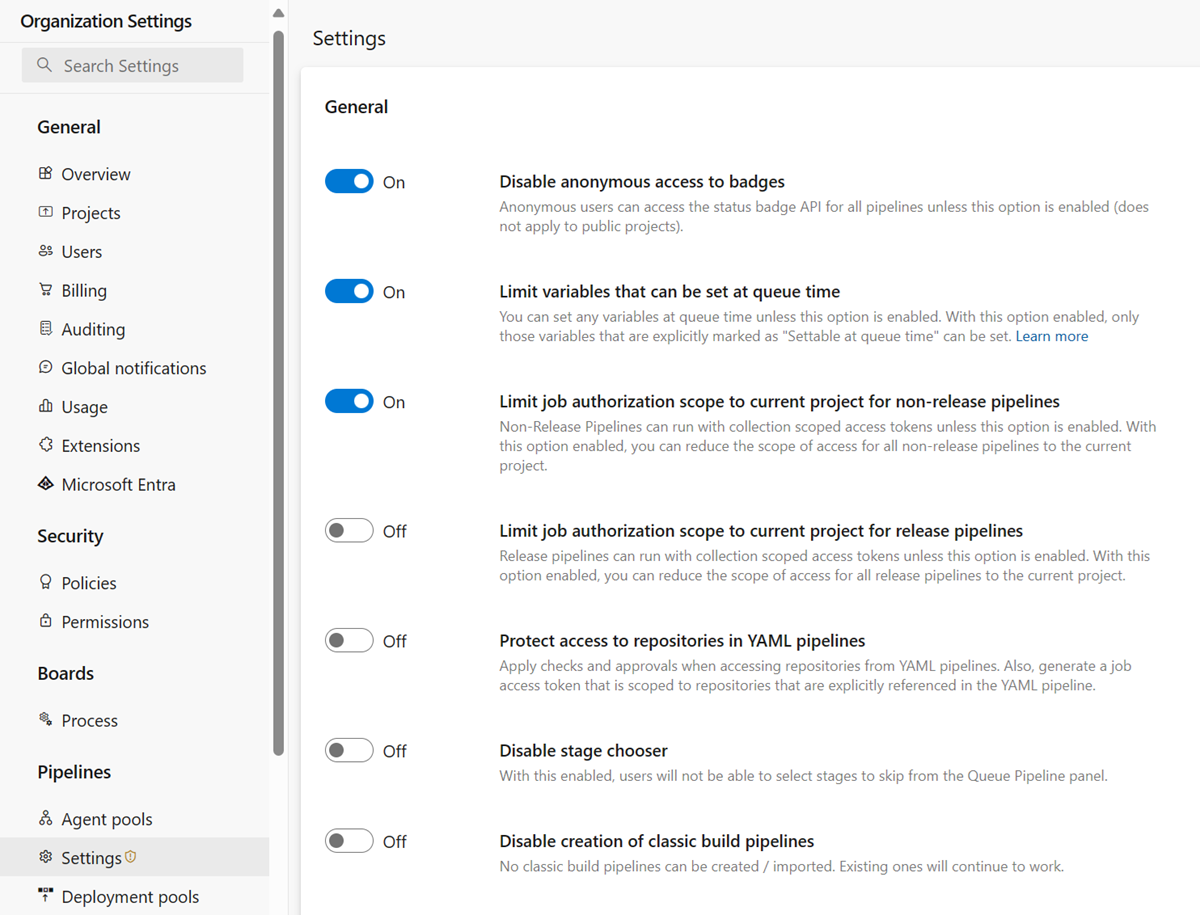 Organization Settings
Search Settings
General
Overview
Projects
Users
Billing
Auditing
Global notifications
Usage
Extensions
Microsoft Entra
Security
Policies
Permissions
Boards
Process
Pipelines
Agent pools
Settings
Deployment pools
Settings
General
On
Disable anonymous access to badges
Anonymous users can access the status badge API for all pipelines unless this option is enabled (does
not apply to public projects).
On
Limit variables that can be set at queue time
You can set any variables at queue time unless this option is enabled. With this option enabled, only
those variables that are explicitly marked as "Settable at queue time" can be set. Learn more
On
Limit job authorization scope to current project for non-release pipelines
Non-Release Pipelines can run with collection scoped access tokens unless this option is enabled. With
this option enabled, you can reduce the scope of access for all non-release pipelines to the current
project.
Off
Limit job authorization scope to current project for release pipelines
Release pipelines can run with collection scoped access tokens unless this option is enabled. With this
option enabled, you can reduce the scope of access for all release pipelines to the current project.
Off
Protect access to repositories in YAML pipelines
Apply checks and approvals when accessing repositories from YAML pipelines. Also, generate a job
access token that is scoped to repositories that are explicitly referenced in the YAML pipeline.
Off
Disable stage chooser
With this enabled, users will not be able to select stages to skip from the Queue Pipeline panel.
Off
Disable creation of classic build pipelines
No classic build pipelines can be created / imported. Existing ones will continue to work.